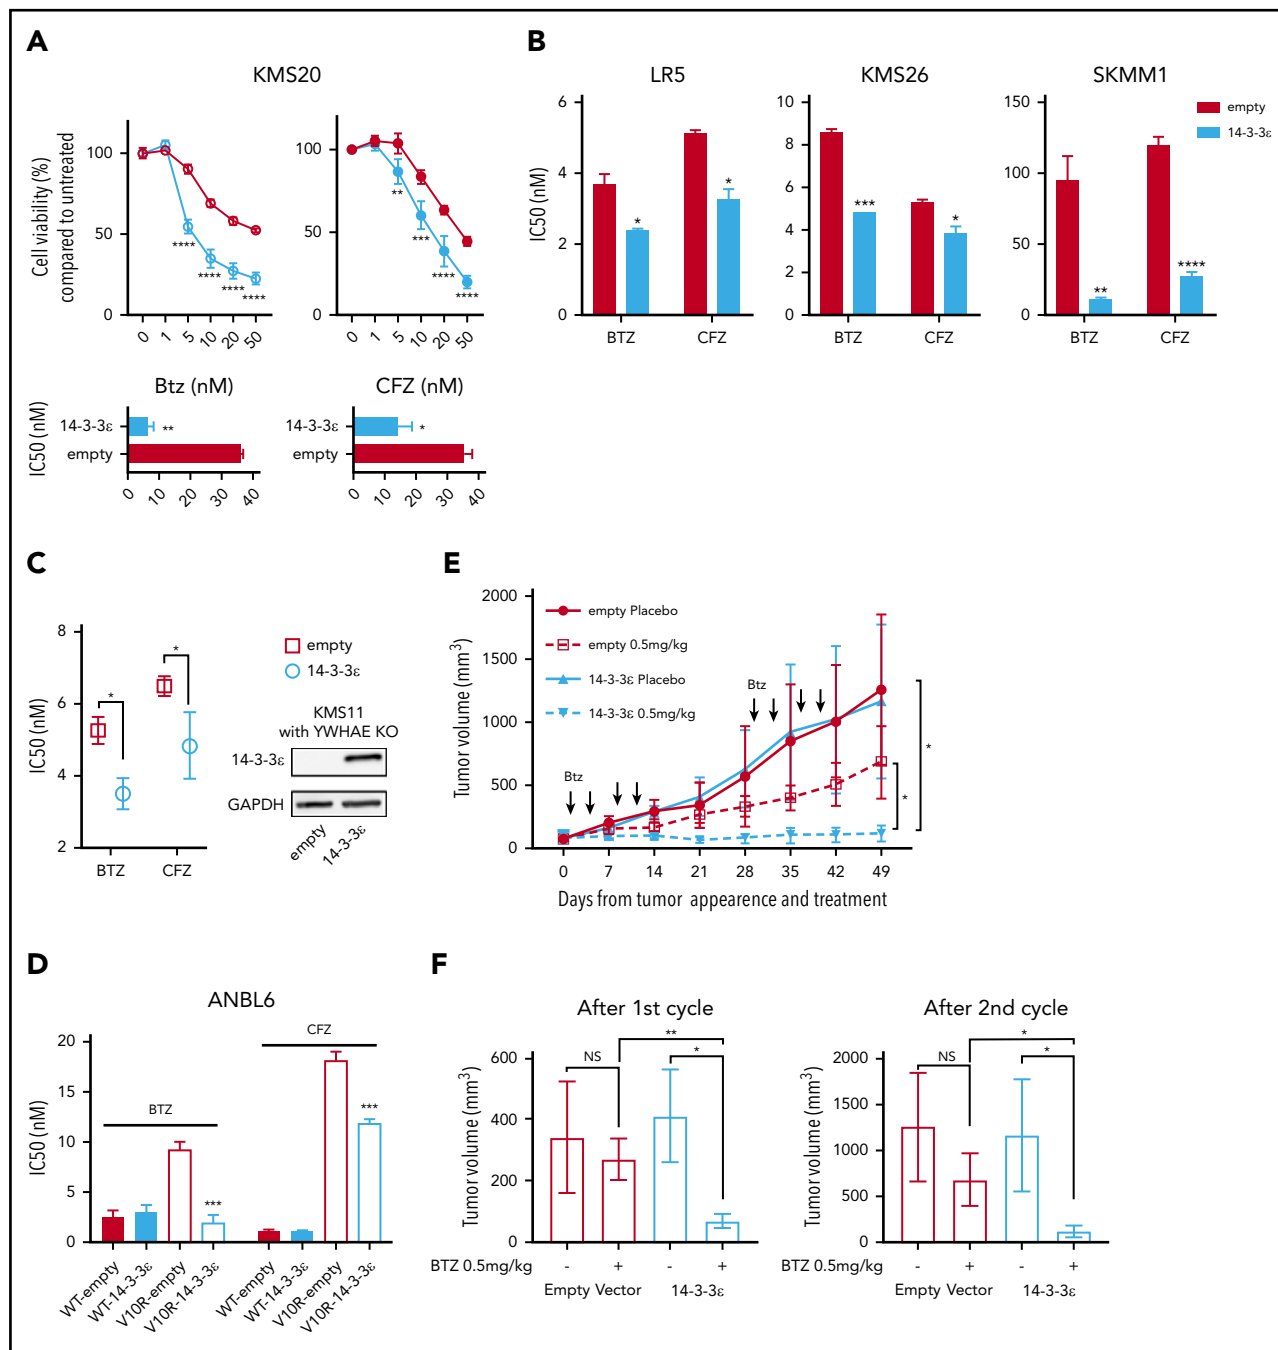 A
KMS20
Cell viability (%)
compared to untreated
100
50
0
**** **** **** ****
0 1 5 10 20 50
Btz (nM)
100
50
0
** *** **** ****
0 1 5 10 20 50
CFZ (nM)
IC50 (nM)
14-3-3ε
**
empty
0 10 20 30 40
14-3-3ε
*
empty
0 10 20 30 40
B
LR5
KMS26
SKMM1
empty
14-3-3ε
IC50 (nM)
6
4
2
0
* *
BTZ CFZ
10
8
6
4
2
0
*** *
BTZ CFZ
150
100
50
0
** ****
BTZ CFZ
C
IC50 (nM)
8
6
4
2
* *
BTZ CFZ
empty
14-3-3ε
KMS11
with YWHAE KO
14-3-3ε
GAPDH
empty 14-3-3ε
E
Tumor volume (mm3)
2000
1500
1000
500
0
empty Placebo
empty 0.5mg/kg
14-3-3ε Placebo
14-3-3ε 0.5mg/kg
Btz
Btz
*
*
0 7 14 21 28 35 42 49
Days from tumor appearence and treatment
D
ANBL6
IC50 (nM)
20
15
10
5
0
BTZ
CFZ
*** ***
WT-empty WT-14-3-3ε V10R-empty V10R-14-3-3ε WT-empty WT-14-3-3ε V10R-empty V10R-14-3-3ε
F
After 1st cycle
Tumor volume (mm3)
600
400
200
0
NS ** *
BTZ 0.5mg/kg - + - +
Empty Vector 14-3-3ε
After 2nd cycle
Tumor volume (mm3)
2000
1500
1000
500
0
NS * *
BTZ 0.5mg/kg - + - +
Empty Vector 14-3-3ε